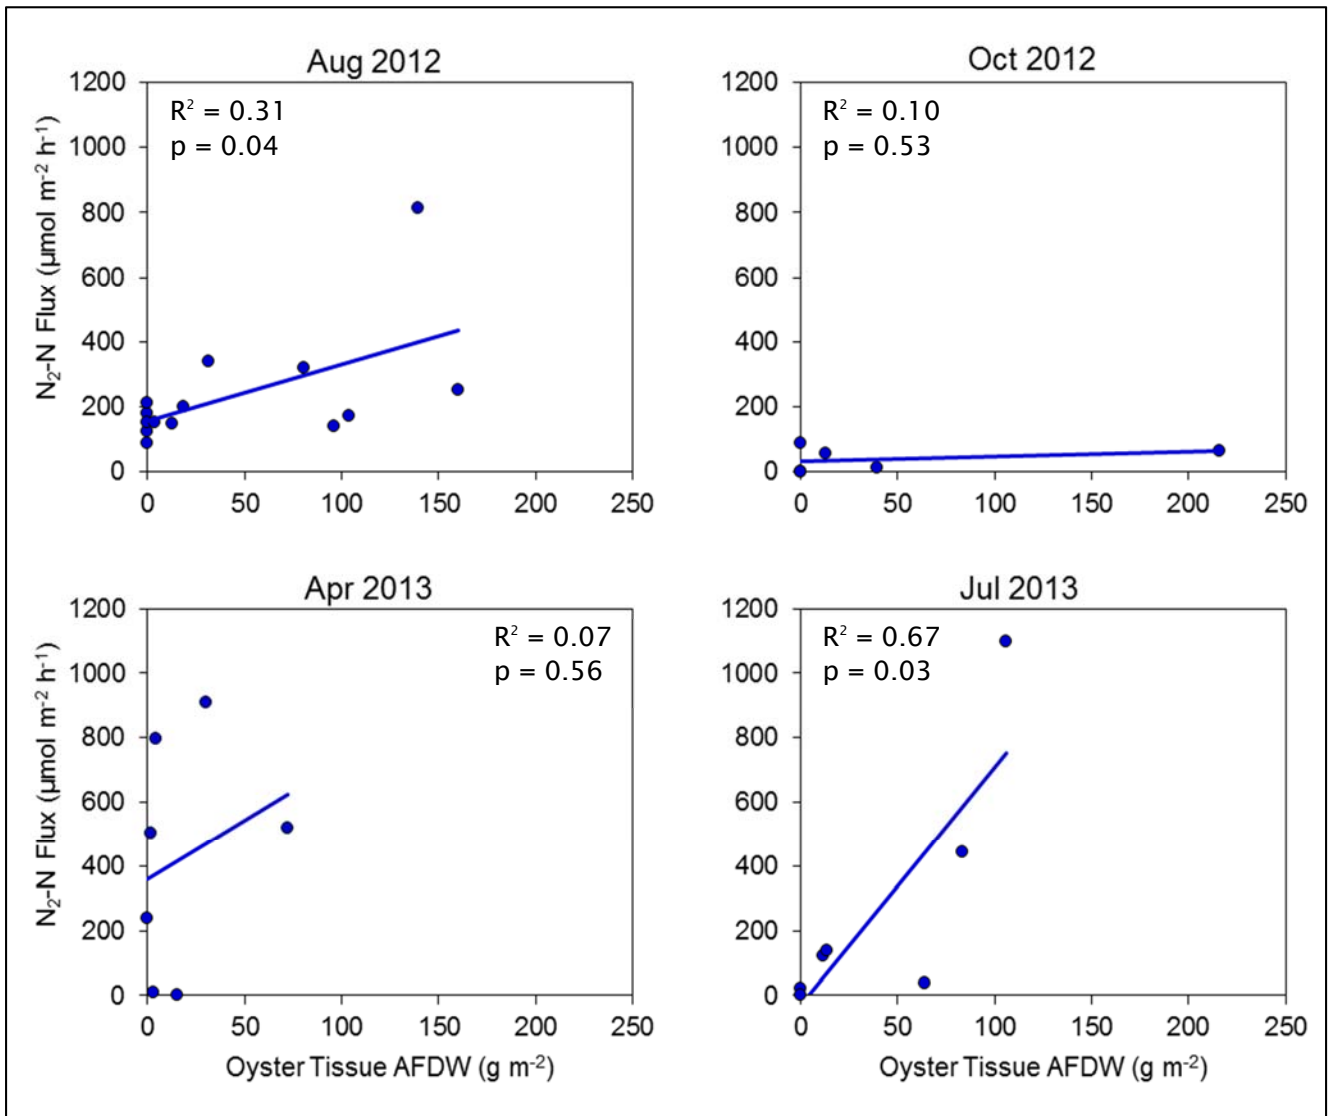 Aug 2012
R² = 0.31
p = 0.04
1200
1000
800
600
400
200
0
0 50 100 150 200 250
N₂-N Flux (µmol m⁻² h⁻¹)
Oct 2012
R² = 0.10
p = 0.53
1200
1000
800
600
400
200
0
0 50 100 150 200 250
Apr 2013
R² = 0.07
p = 0.56
1200
1000
800
600
400
200
0
0 50 100 150 200 250
N₂-N Flux (µmol m⁻² h⁻¹)
Oyster Tissue AFDW (g m⁻²)
Jul 2013
R² = 0.67
p = 0.03
1200
1000
800
600
400
200
0
0 50 100 150 200 250
Oyster Tissue AFDW (g m⁻²)